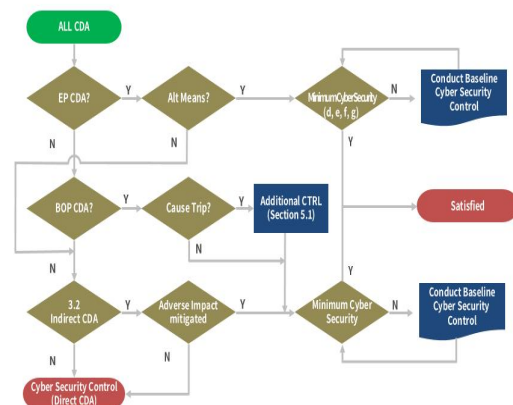 ALL CDA
EP CDA?
Y
Alt Means?
Y
MinimumCyberSecurity
(d, e, f, g)
N
Conduct Baseline
Cyber Security
Control
N
N
Y
BOP CDA?
Y
Cause Trip?
Y
Additional CTRL
(Section 5.1)
Satisfied
N
N
Y
3.2
Indirect CDA
Y
Adverse Impact
mitigated
Y
Minimum Cyber
Security
N
Conduct Baseline
Cyber Security
Control
N
N
Cyber Security Control
(Direct CDA)